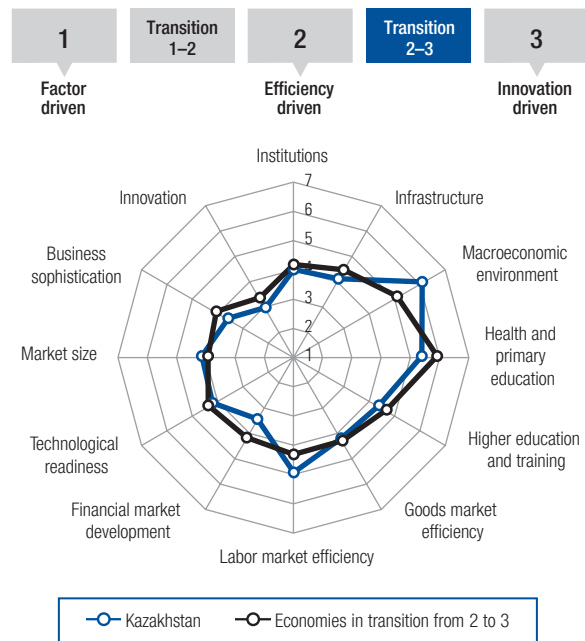 1
Transition
1–2
2
Transition
2–3
3
Factor
driven
Efficiency
driven
Innovation
driven
Institutions
7
6
5
4
3
2
1
Infrastructure
Macroeconomic
environment
Health and
primary
education
Higher education
and training
Goods market
efficiency
Labor market efficiency
Financial market
development
Technological
readiness
Market size
Business
sophistication
Innovation
Kazakhstan
Economies in transition from 2 to 3